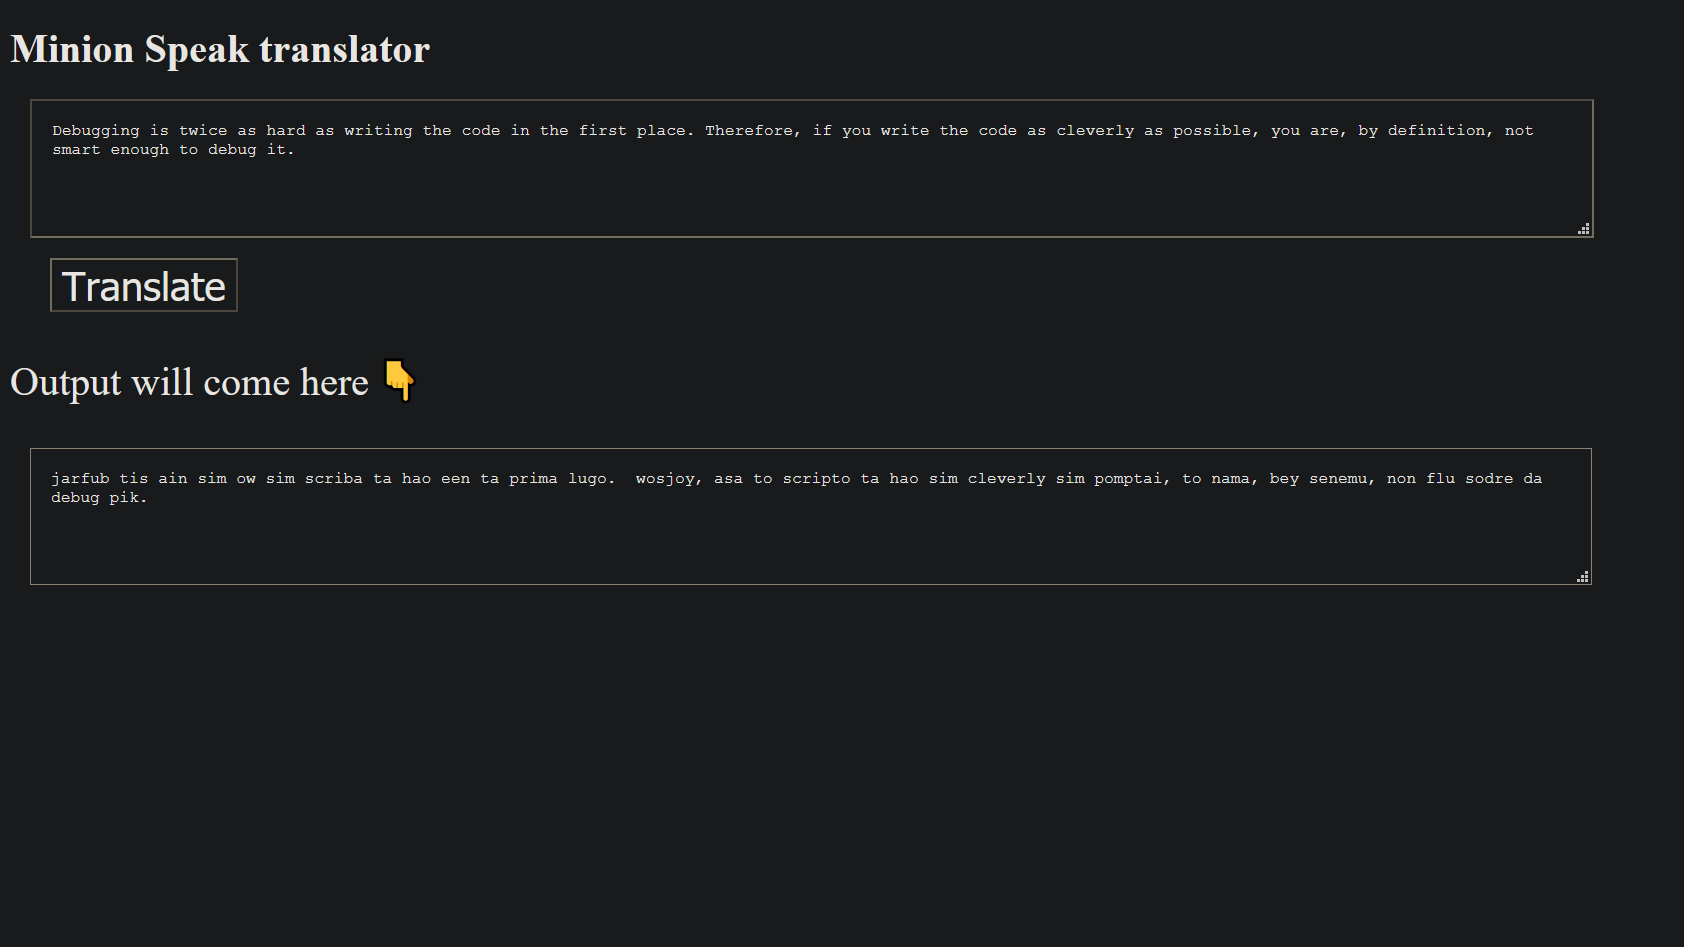 Minion Speak translator
Debugging is twice as hard as writing the code in the first place. Therefore, if you write the code as cleverly as possible, you are, by definition, not
smart enough to debug it.
Translate
Output will come here 👇
jarfub tis ain sim ow sim scriba ta hao een ta prima lugo.  wosjoy, asa to scripto ta hao sim cleverly sim pomptai, to nama, bey senemu, non flu sodre da
debug pik.